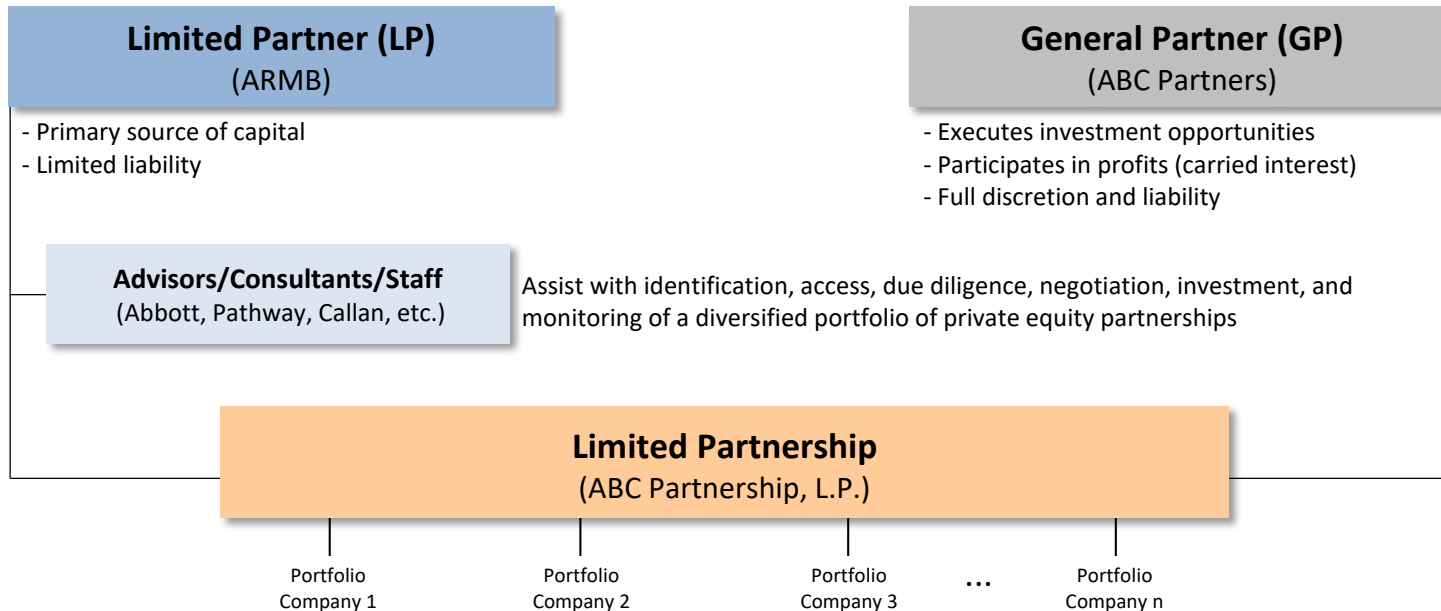 Limited Partner (LP)
(ARMB)
General Partner (GP)
(ABC Partners)
- Primary source of capital
- Limited liability
- Executes investment opportunities
- Participates in profits (carried interest)
- Full discretion and liability
Advisors/Consultants/Staff
(Abbott, Pathway, Callan, etc.)
Assist with identification, access, due diligence, negotiation, investment, and
monitoring of a diversified portfolio of private equity partnerships
Limited Partnership
(ABC Partnership, L.P.)
Portfolio
Company 1
Portfolio
Company 2
Portfolio
Company 3
...
Portfolio
Company n